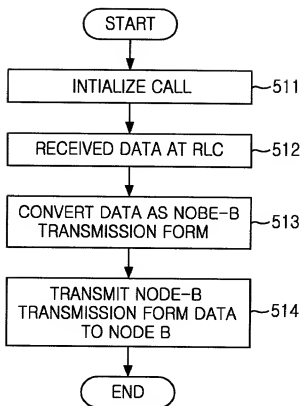 START
INTIALIZE CALL
511
RECEIVED DATA AT RLC
512
CONVERT DATA AS NOBE-B
TRANSMISSION FORM
513
TRANSMIT NODE-B
TRANSMISSION FORM DATA
TO NODE B
514
END